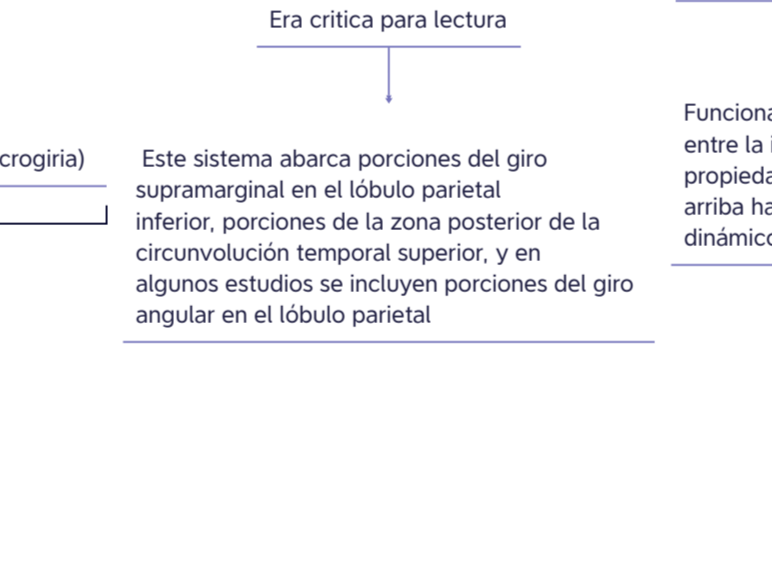 Era critica para lectura
crogiria)
Este sistema abarca porciones del giro
supramarginal en el lóbulo parietal
inferior, porciones de la zona posterior de la
circunvolución temporal superior, y en
algunos estudios se incluyen porciones del giro
angular en el lóbulo parietal
Funciona
entre la i
propieda
arriba ha
dinámico